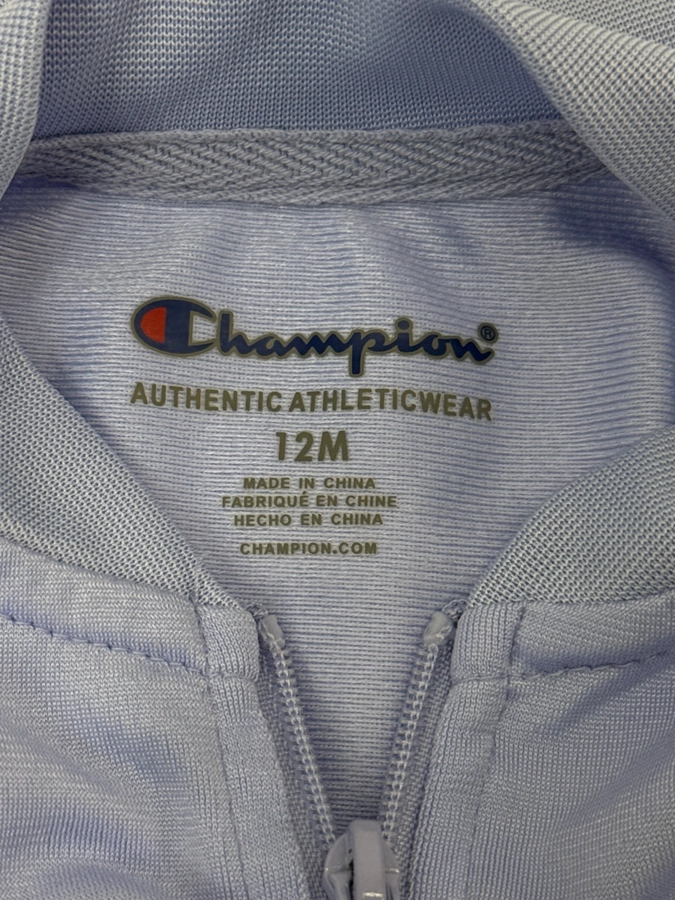 Champion®
AUTHENTIC ATHLETICWEAR
12M
MADE IN CHINA
FABRIQUÉ EN CHINE
HECHO EN CHINA
CHAMPION.COM